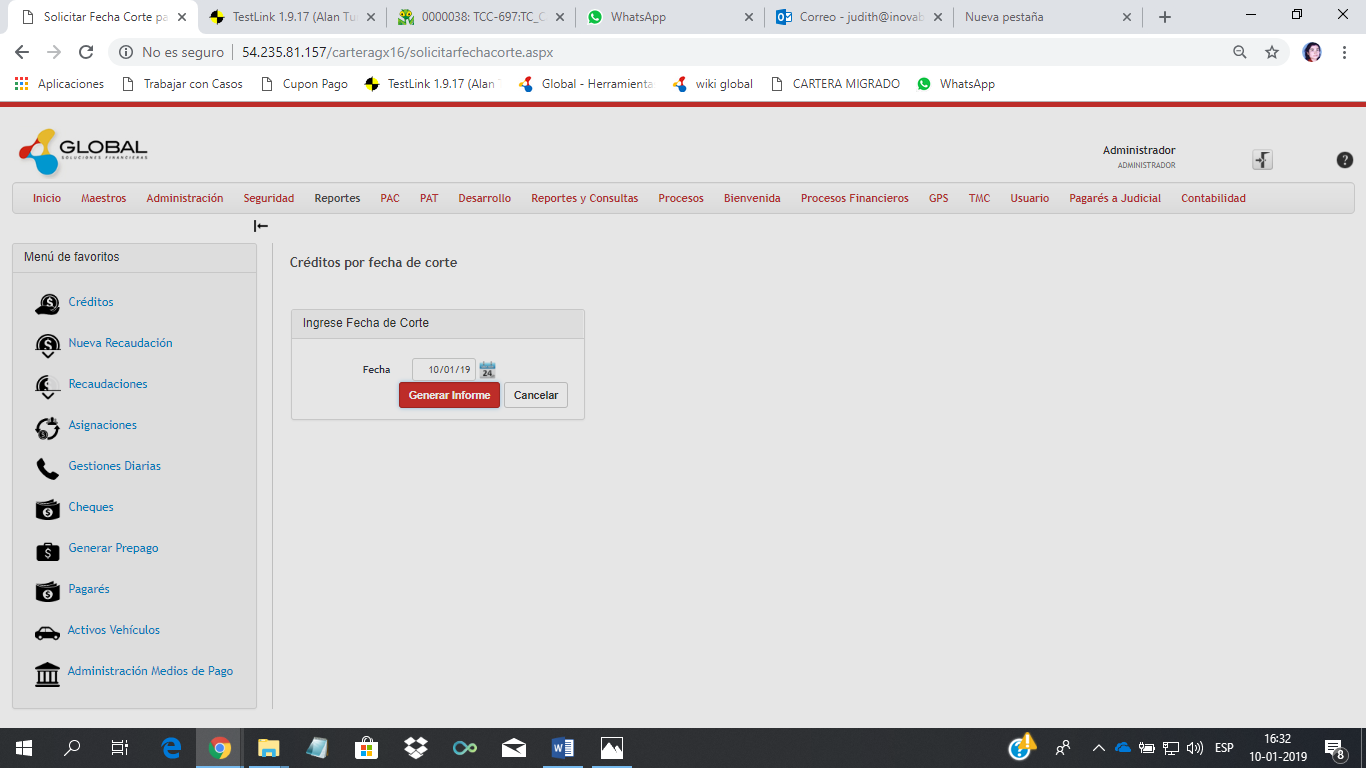 Solicitar Fecha Corte pa
TestLink 1.9.17 (Alan Tu
0000038: TCC-697:TC_C
WhatsApp
Correo - judith@inovab
Nueva pestaña
No es seguro
54.235.81.157/carteragx16/solicitarfechacorte.aspx
Aplicaciones
Trabajar con Casos
Cupon Pago
TestLink 1.9.17 (Alan T
Global - Herramienta
wiki global
CARTERA MIGRADO
WhatsApp
GLOBAL
SOLUCIONES FINANCIERAS
Administrador
ADMINISTRADOR
?
Inicio Maestros Administración Seguridad Reportes PAC PAT Desarrollo Reportes y Consultas Procesos Bienvenida Procesos Financieros GPS TMC Usuario Pagarés a Judicial Contabilidad
Menú de favoritos
Créditos
Nueva Recaudación
Recaudaciones
Asignaciones
Gestiones Diarias
Cheques
Generar Prepago
Pagarés
Activos Vehículos
Administración Medios de Pago
Créditos por fecha de corte
Ingrese Fecha de Corte
Fecha 10/01/19 24
Generar Informe Cancelar
ESP
16:32
10-01-2019
8